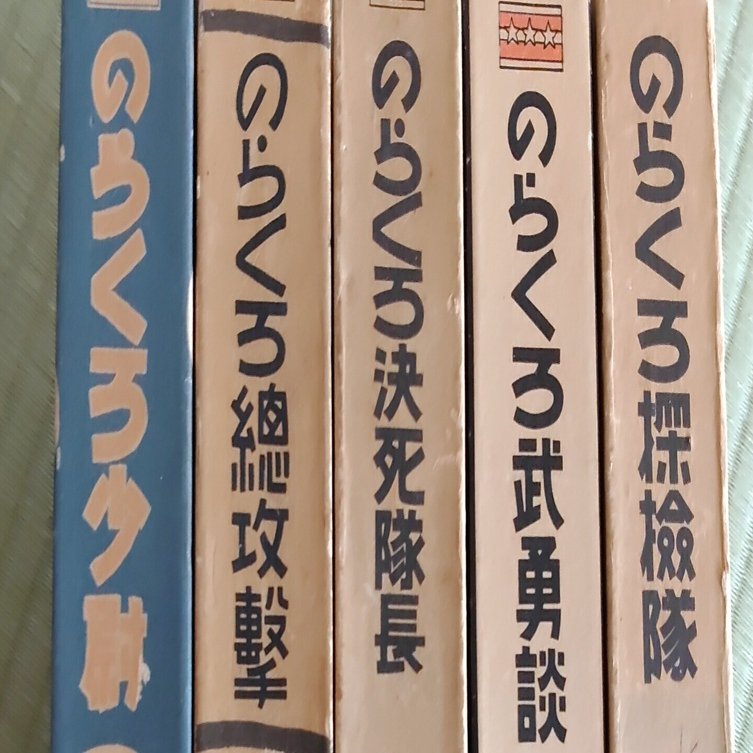 のらくろ少尉
のらくろ總攻撃
のらくろ決死隊長
のらくろ武勇談
のらくろ探檢隊